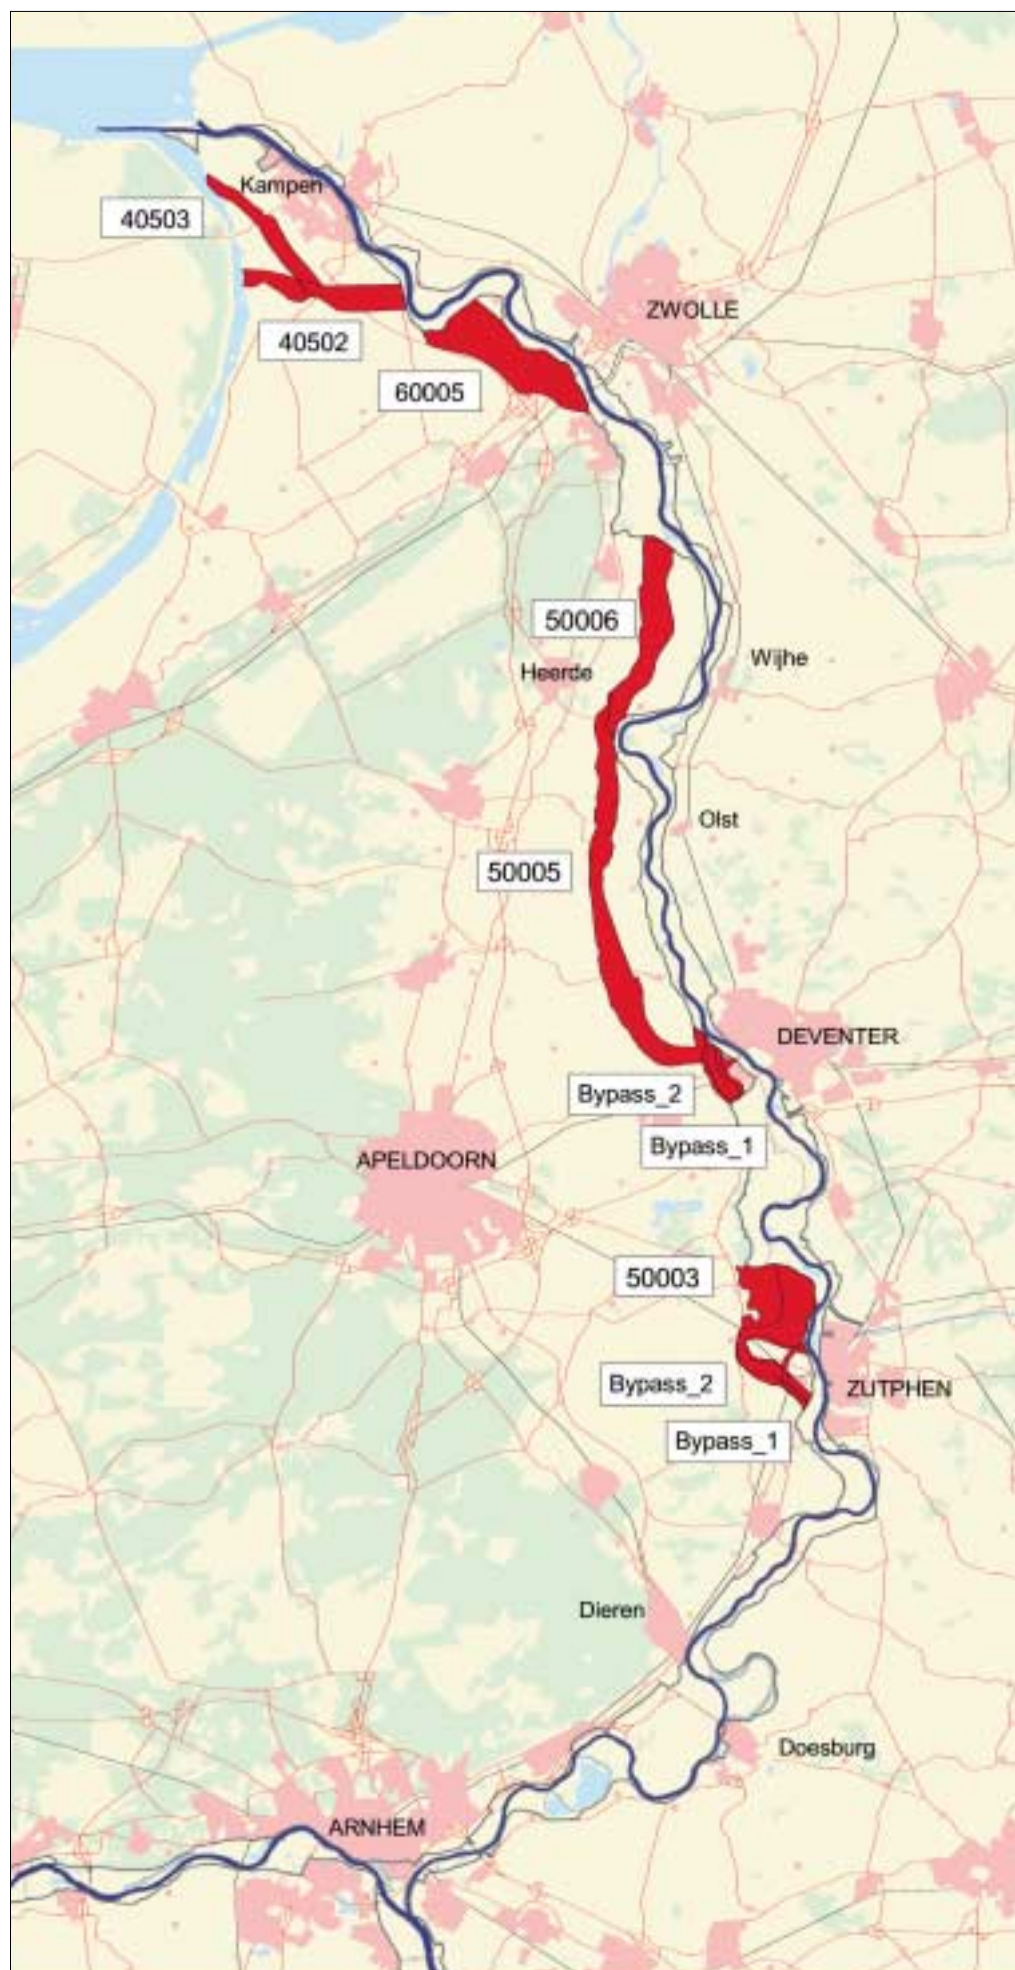 Kampen
40503
ZWOLLE
40502
60005
50006
Wijhe
Heerde
Olst
50005
DEVENTER
Bypass_2
Bypass_1
APELDOORN
50003
Bypass_2
ZUTPHEN
Bypass_1
Dieren
Doesburg
ARNHEM